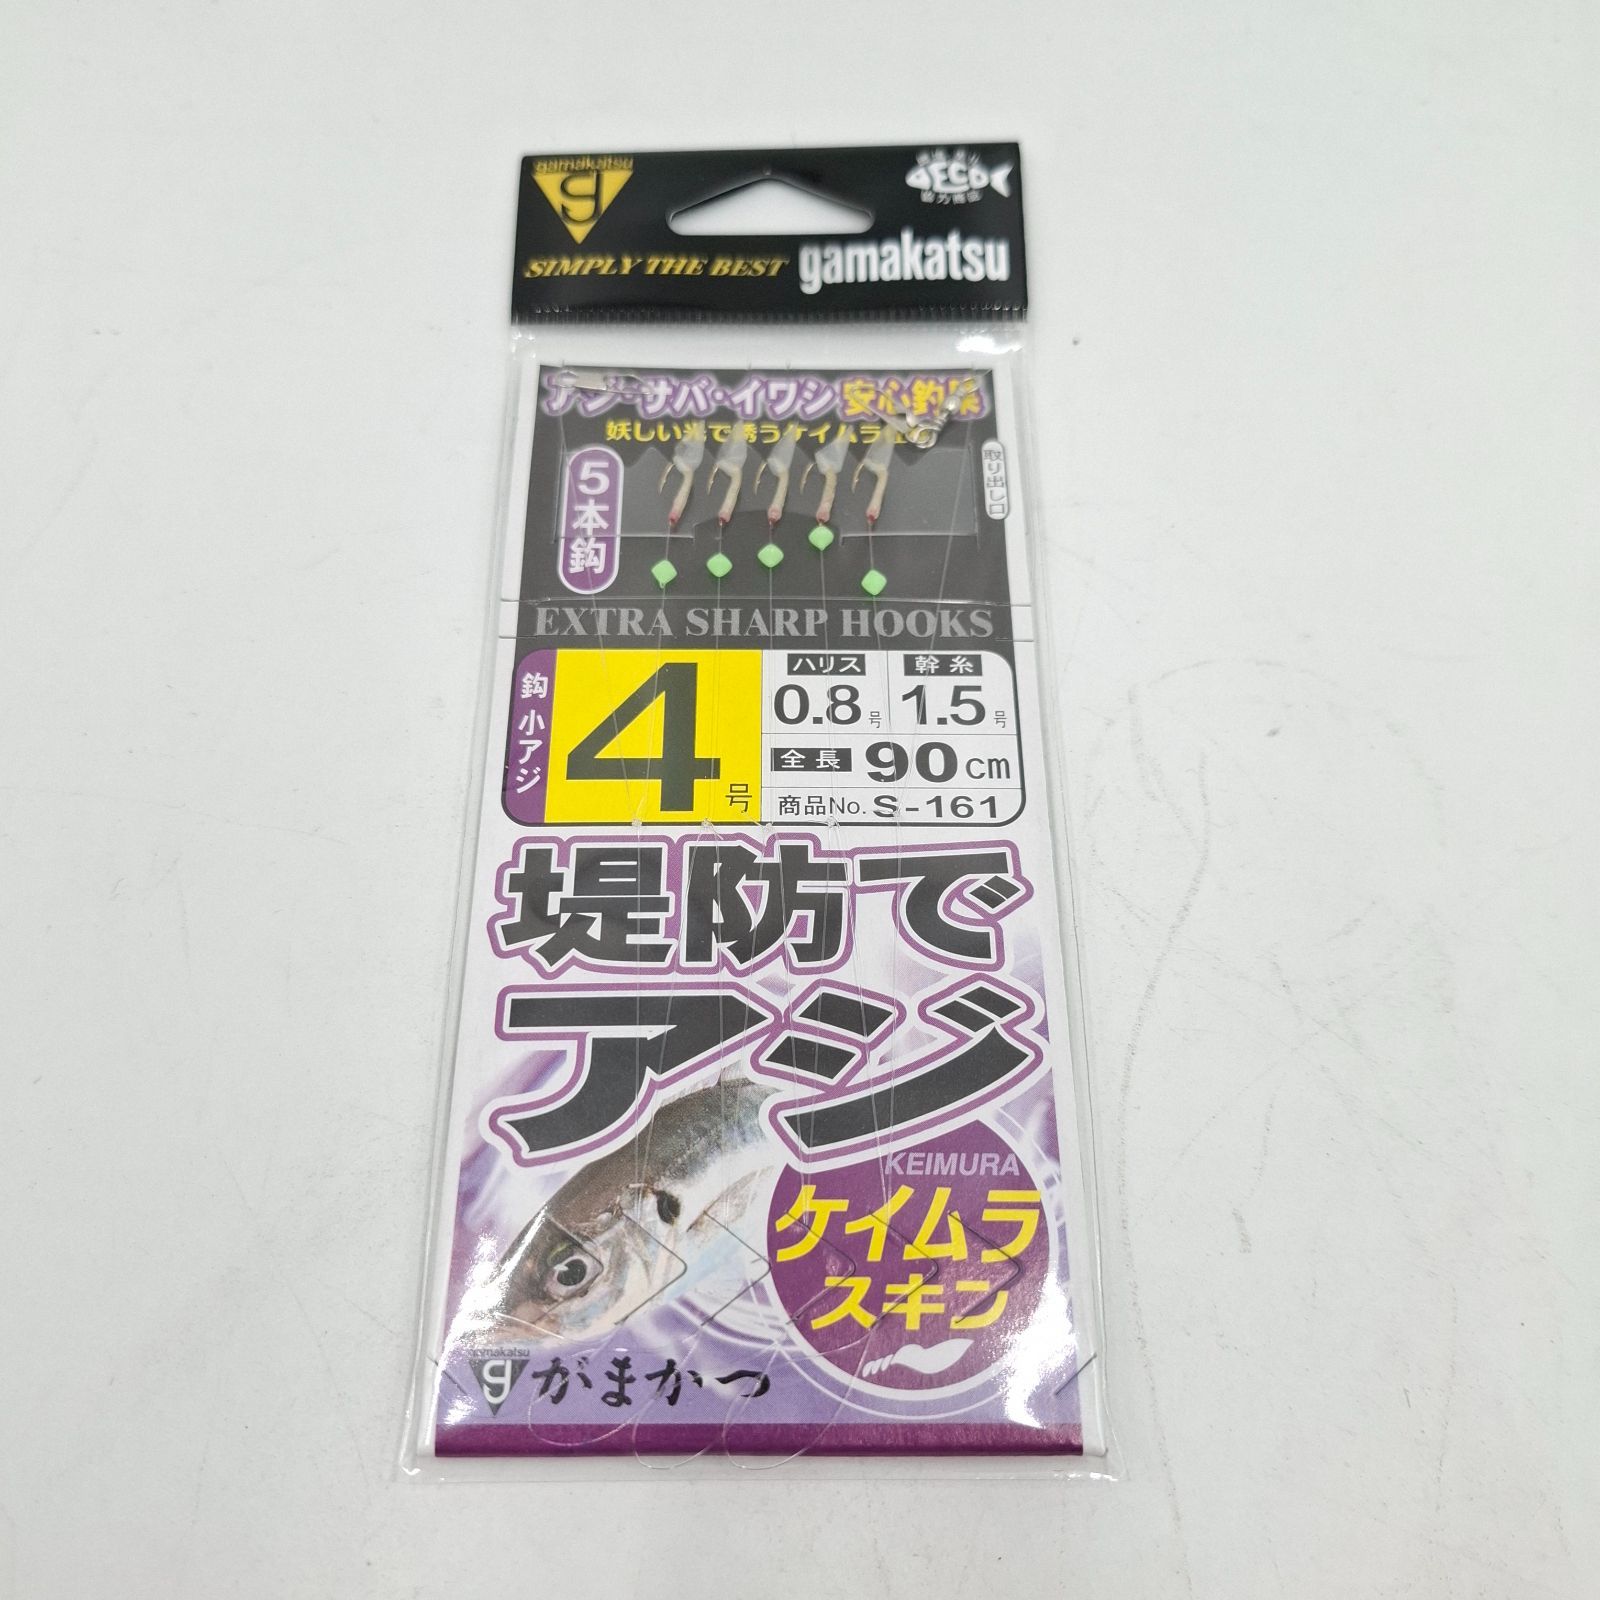 gamakatsu
SIMPLY THE BEST
gamakatsu
ECO
アジ・サバ・イワシ 安心釣果
妖しい光で誘うケイムラ
取り出し口
5本鈎
EXTRA SHARP HOOKS
鈎 小アジ
4号
ハリス
0.8号
幹糸
1.5号
全長 90cm
商品No. S-161
堤防で
アジ
KEIMURA
ケイムラ
スキン
gamakatsu
がまかつ